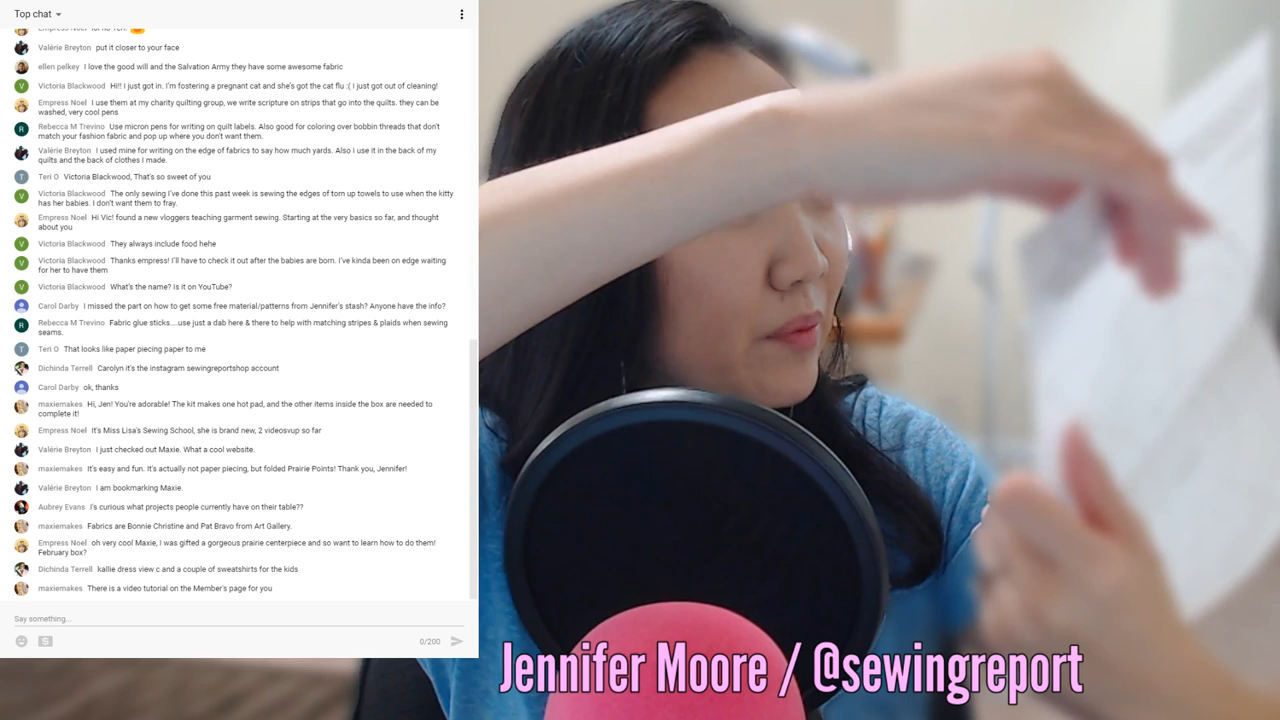 Top chat
Valérie Breyton put it closer to your face
ellen pelkey I love the good will and the Salvation Army they have some awesome fabric
Victoria Blackwood Hi!! I just got in. I'm fostering a pregnant cat and she's got the cat flu :( I just got out of cleaning!
Empress Noel I use them at my charity quilting group, we write scripture on strips that go into the quilts. they can be
washed, very cool pens
Rebecca M Trevino Use micron pens for writing on quilt labels. Also good for coloring over bobbin threads that don't
match your fashion fabric and pop up where you don't want them.
Valérie Breyton I used mine for writing on the edge of fabrics to say how much yards. Also I use it in the back of my
quilts and the back of clothes I made.
T Teri O Victoria Blackwood, That's so sweet of you
Victoria Blackwood The only sewing I've done this past week is sewing the edges of torn up towels to use when the kitty
has her babies. I don't want them to fray.
Empress Noel Hi Vic! found a new vloggers teaching garment sewing. Starting at the very basics so far, and thought
about you
V Victoria Blackwood They always include food hehe
V Victoria Blackwood Thanks empress! I'll have to check it out after the babies are born. I've kinda been on edge waiting
for her to have them
V Victoria Blackwood What's the name? Is it on YouTube?
Carol Darby I missed the part on how to get some free material/patterns from Jennifer's stash? Anyone have the info?
R Rebecca M Trevino Fabric glue sticks....use just a dab here & there to help with matching stripes & plaids when sewing
seams.
T Teri O That looks like paper piecing paper to me
Dichinda Terrell Carolyn it's the instagram sewingreportshop account
Carol Darby ok, thanks
maxiemakes Hi, Jen! You're adorable! The kit makes one hot pad, and the other items inside the box are needed to
complete it!
Empress Noel It's Miss Lisa's Sewing School, she is brand new, 2 videosvup so far
Valérie Breyton I just checked out Maxie. What a cool website.
maxiemakes It's easy and fun. It's actually not paper piecing, but folded Prairie Points! Thank you, Jennifer!
Valérie Breyton I am bookmarking Maxie.
Aubrey Evans I's curious what projects people currently have on their table??
maxiemakes Fabrics are Bonnie Christine and Pat Bravo from Art Gallery.
Empress Noel oh very cool Maxie, I was gifted a gorgeous prairie centerpiece and so want to learn how to do them!
February box?
Dichinda Terrell kallie dress view c and a couple of sweatshirts for the kids
maxiemakes There is a video tutorial on the Member's page for you
Say something...
0/200
Jennifer Moore / @sewingreport